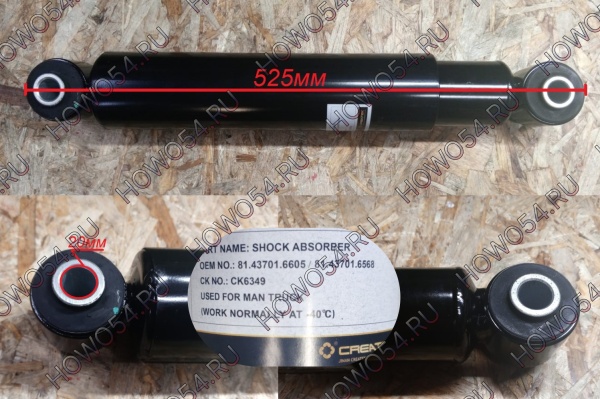 HOWO54.RU
525мм
20мм
PART NAME: SHOCK ABSORBER
OEM NO.: 81.43701.6605 / 81.43701.6568
CK NO.: CK6349
USED FOR MAN TRUCK
(WORK NORMALLY AT -40℃)
CREAT